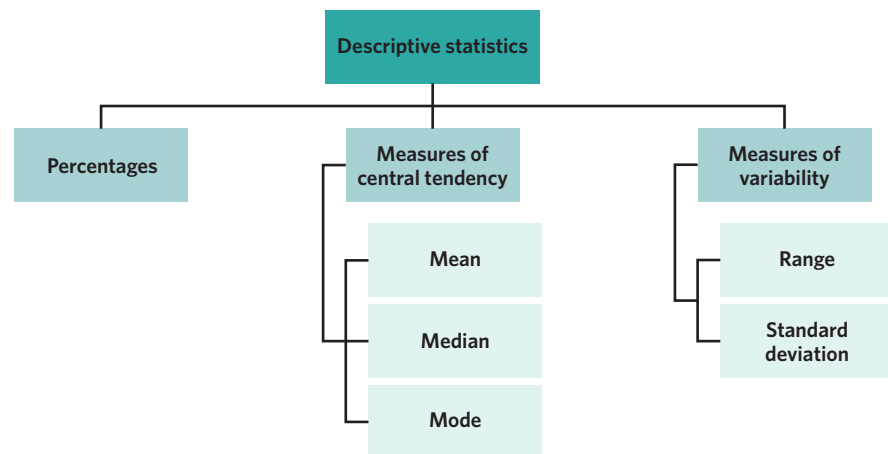 Descriptive statistics
Percentages
Measures of
central tendency
Measures of
variability
Mean
Median
Mode
Range
Standard
deviation